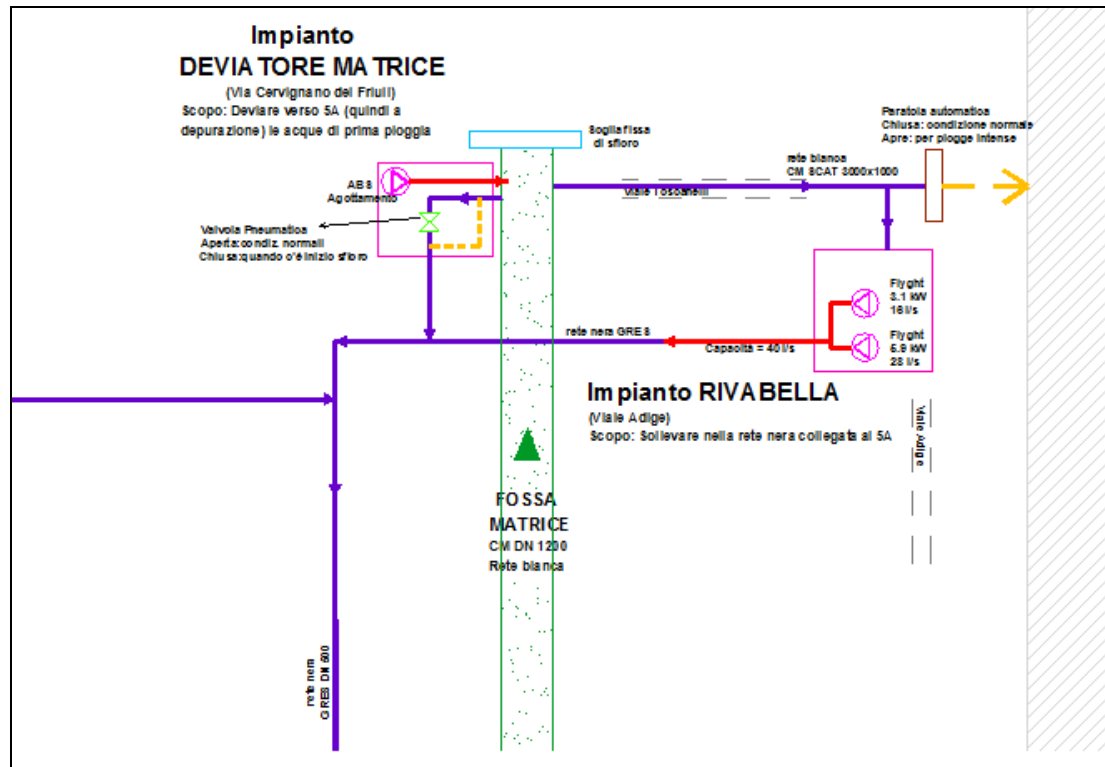 Impianto
DEVIATORE MATRICE
(Via Cervignano del Friuli)
Scopo: Deviare verso 5A (quindi a
depurazione) le acque di prima pioggia
Soglia fissa
di sfioro
Paratoia automatica
Chiusa: condizione normale
Apre: per piogge intense
rete bianca
CM SCAT 3000x1000
Viale Toscanelli
ABS
Agottamento
Valvola Pneumatica
Aperta: condiz. normali
Chiusa: quando c'è inizio sfioro
Flyght
3.1 kW
16 l/s
Flyght
5.9 kW
28 l/s
rete nera GRES
Capacità = 40 l/s
Impianto RIVABELLA
(Viale Adige)
Scopo: Sollevare nella rete nera collegata al 5A
Viale Adige
FOSSA
MATRICE
CM DN 1200
Rete bianca
rete nera
GRES DN 500